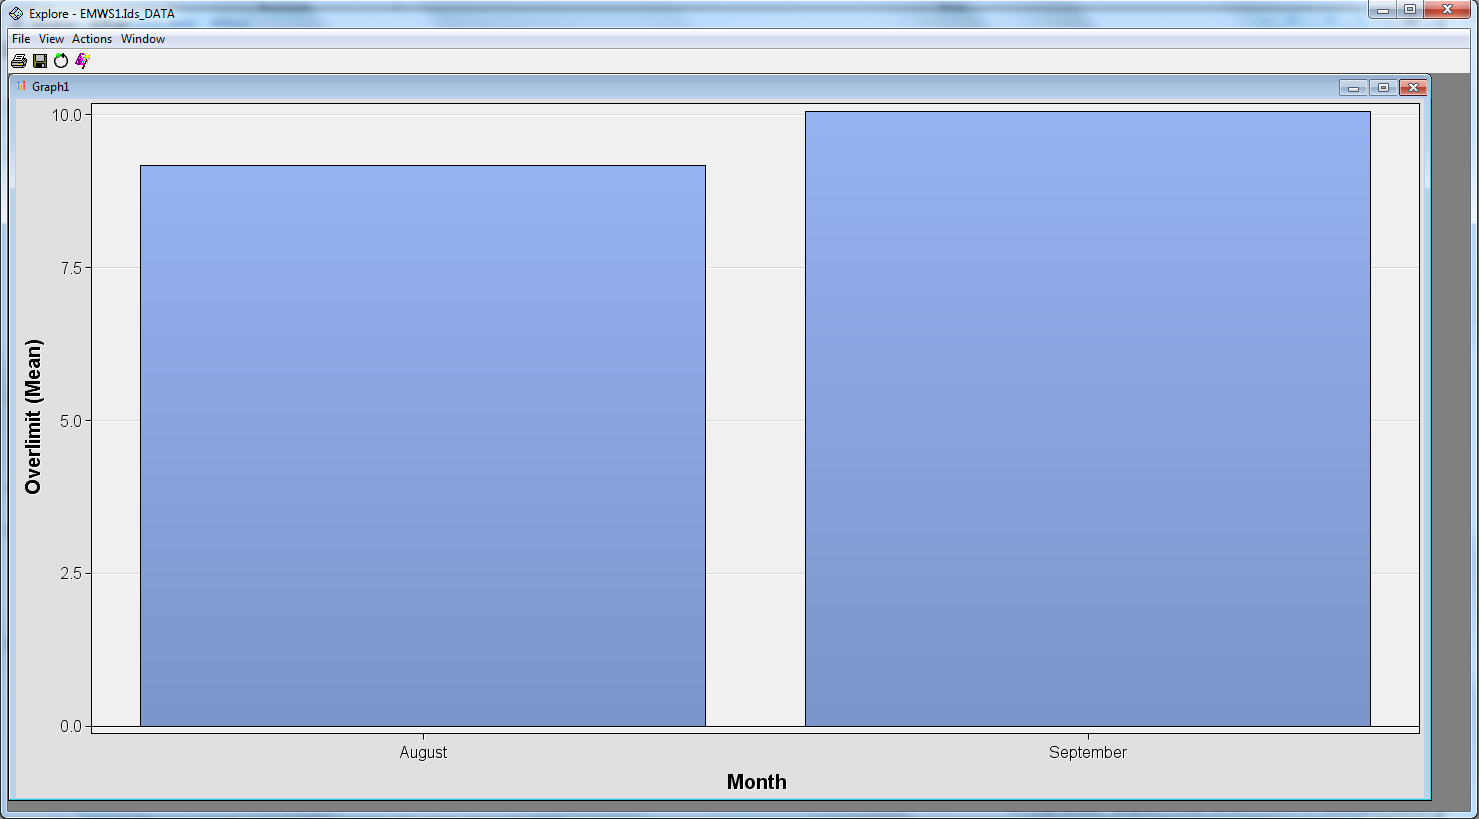 Explore - EMWS1.Ids_DATA
File View Actions Window
Graph1
10.0
7.5
5.0
2.5
0.0
Overlimit (Mean)
August September
Month